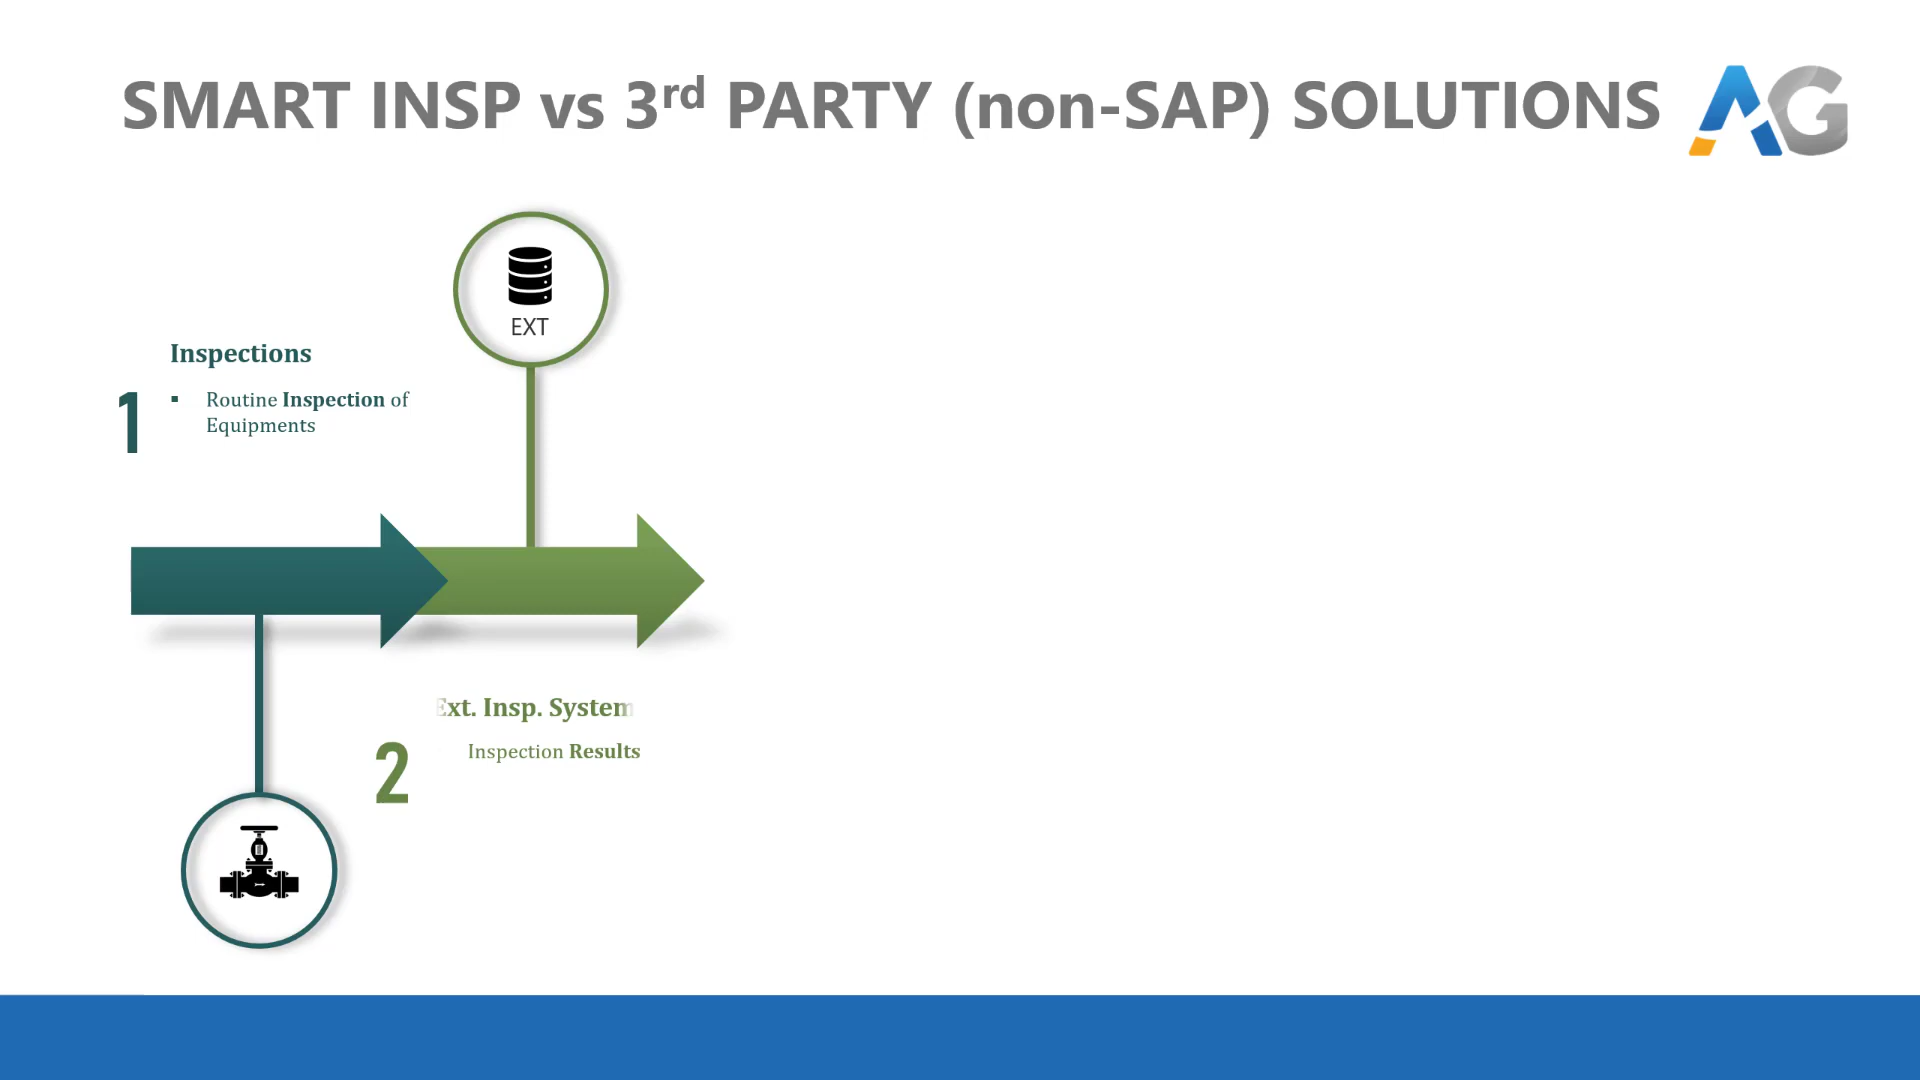 SMART INSP vs 3rd PARTY (non-SAP) SOLUTIONS
AG
EXT
Inspections
1
▪ Routine Inspection of
Equipments
Ext. Insp. System
2
Inspection Results